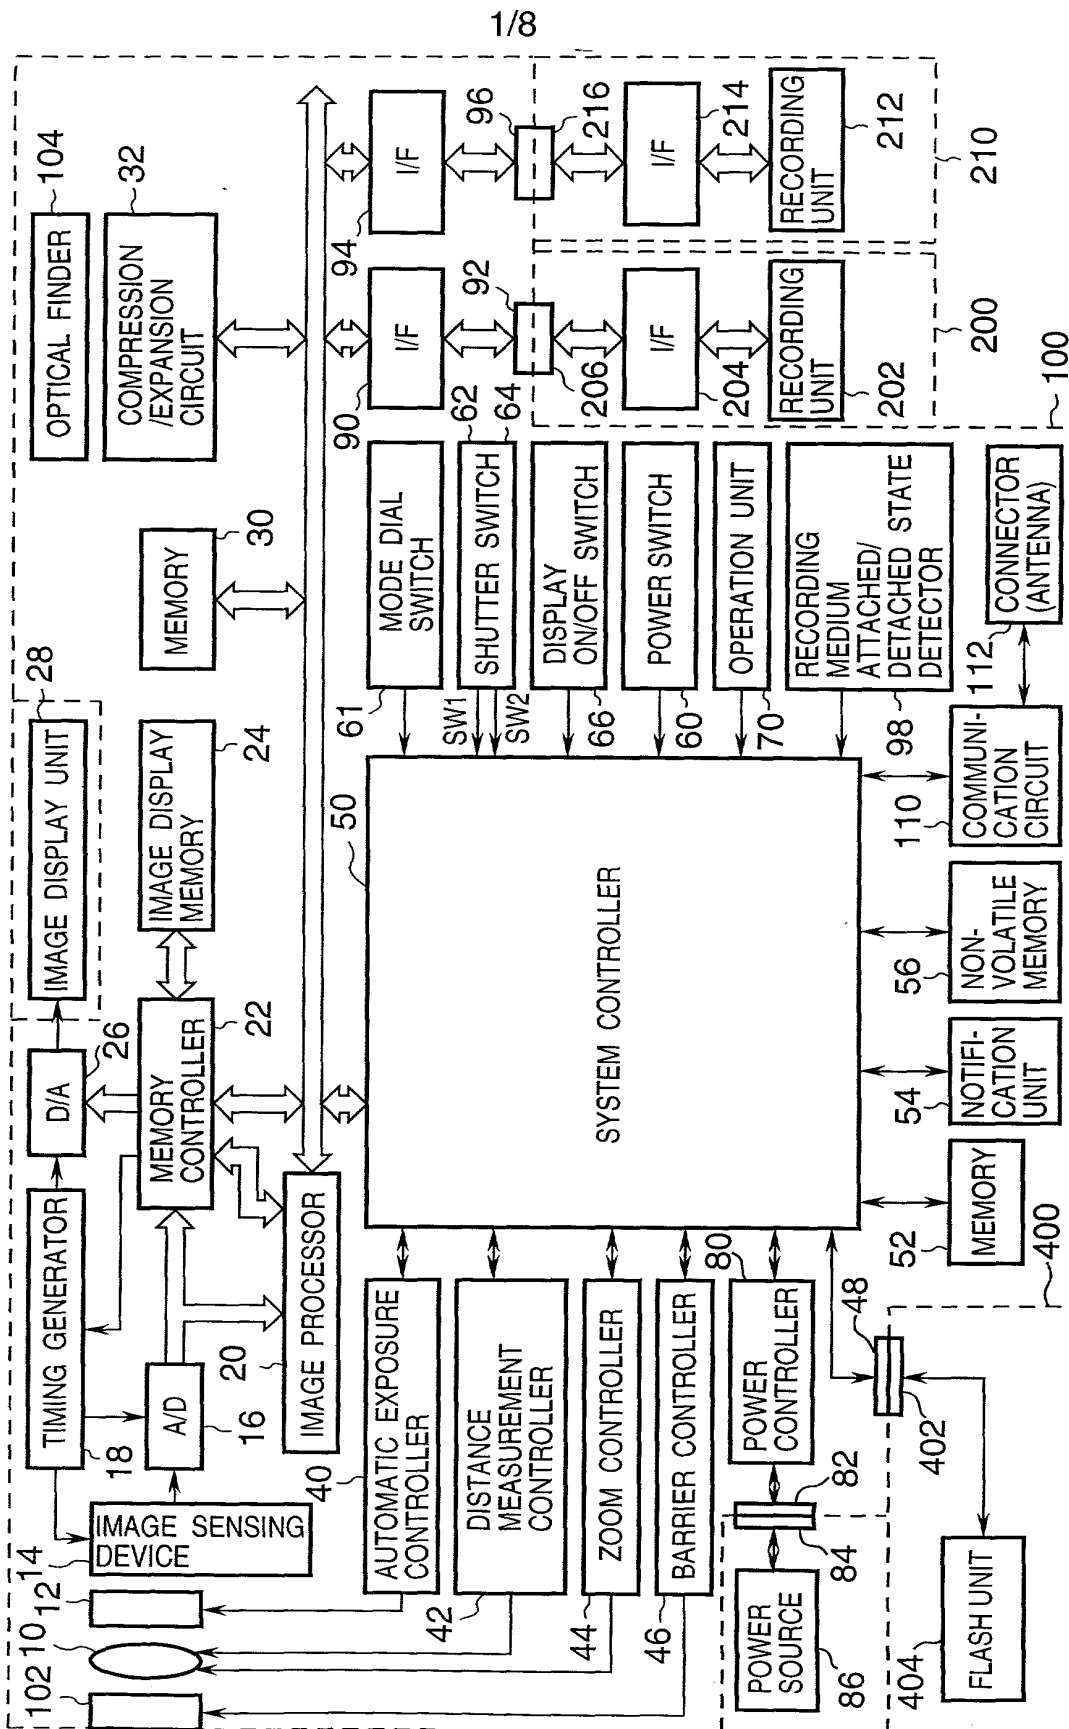 1/8
102
10
12
14
IMAGE SENSING
DEVICE
TIMING GENERATOR
18
A/D
16
D/A
26
IMAGE DISPLAY UNIT
28
MEMORY
CONTROLLER
22
IMAGE DISPLAY
MEMORY
24
MEMORY
30
OPTICAL FINDER
104
COMPRESSION
/EXPANSION
CIRCUIT
32
20
IMAGE PROCESSOR
40
AUTOMATIC EXPOSURE
CONTROLLER
42
DISTANCE
MEASUREMENT
CONTROLLER
44
ZOOM CONTROLLER
46
BARRIER CONTROLLER
80
POWER
CONTROLLER
82
84
POWER
SOURCE
86
50
SYSTEM CONTROLLER
61
MODE DIAL
SWITCH
SW1
SW2
SHUTTER SWITCH
62
64
66
DISPLAY
ON/OFF SWITCH
60
POWER SWITCH
70
OPERATION UNIT
98
RECORDING
MEDIUM
ATTACHED/
DETACHED STATE
DETECTOR
90
I/F
92
206
204
I/F
202
RECORDING
UNIT
200
94
I/F
96
216
I/F
214
RECORDING
UNIT
212
210
100
48
402
400
404
FLASH UNIT
52
MEMORY
54
NOTIFI-
CATION
UNIT
56
NON-
VOLATILE
MEMORY
110
COMMUNI-
CATION
CIRCUIT
112
CONNECTOR
(ANTENNA)